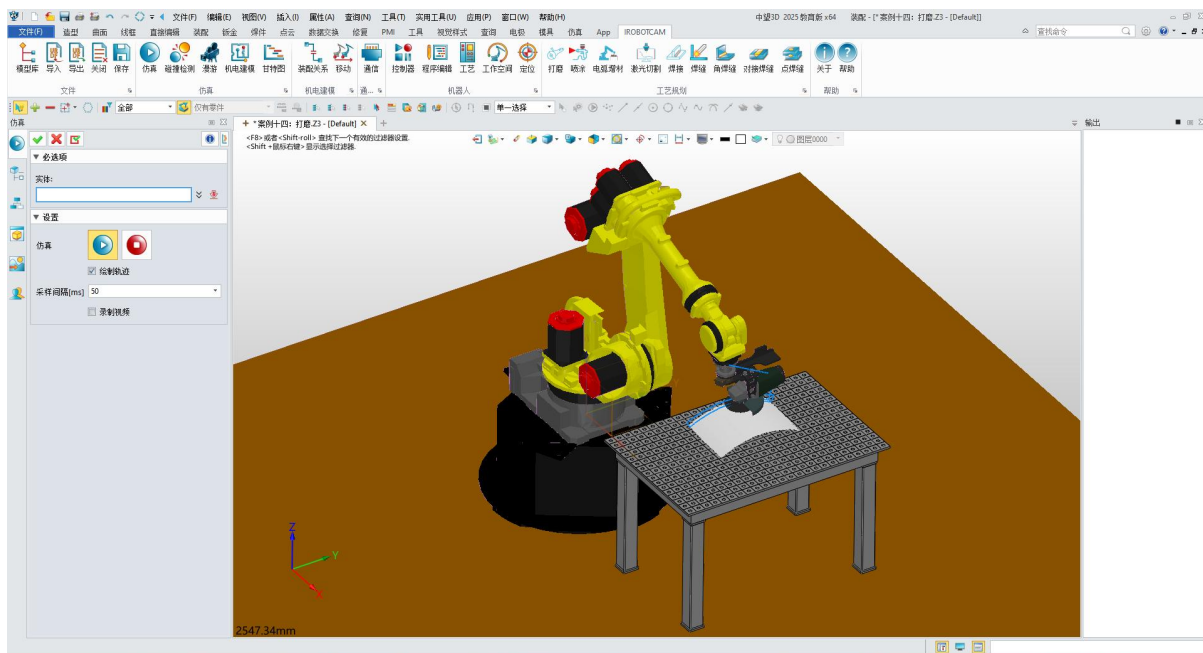 文件(F) 编辑(E) 视图(V) 插入(I) 属性(A) 查询(N) 工具(T) 实用工具(U) 应用(P) 窗口(W) 帮助(H) 中望3D 2025 教育版 x64 装配 - [*案例十四：打磨.Z3 - [Default]]
文件(F) 造型 曲面 线框 直接编辑 装配 钣金 焊件 点云 数据交换 修复 PMI 工具 视觉样式 查询 电极 模具 仿真 App IROBOTCAM 查找命令
模型库 导入 导出 关闭 保存 仿真 碰撞检测 漫游 机电建模 甘特图 装配关系 移动 通信 控制器 程序编辑 工艺 工作空间 定位 打磨 喷涂 电弧增材 激光切割 焊接 焊缝 角焊缝 对接焊缝 点焊缝 关于 帮助
文件 仿真 机电建模 通... 机器人 工艺规划 帮助
全部 仅有零件 单一选择
仿真 *案例十四：打磨.Z3 - [Default] 输出
<F8> 或者<Shift-roll> 查找下一个有效的过滤器设置.
<Shift +鼠标右键>显示选择过滤器.
图层0000
必选项
实体:
设置
仿真
绘制轨迹
采样间隔[ms] 50
录制视频
Z
Y
X
2547.34mm